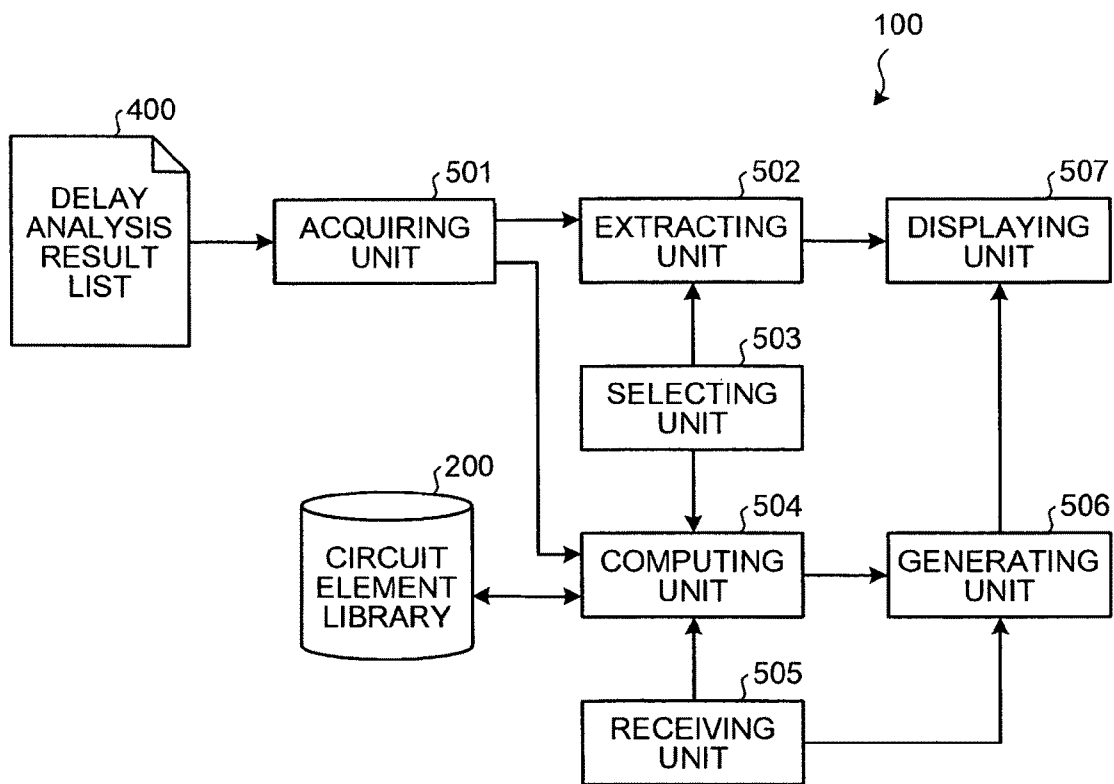 100
400
DELAY
ANALYSIS
RESULT
LIST
501
ACQUIRING
UNIT
502
EXTRACTING
UNIT
507
DISPLAYING
UNIT
503
SELECTING
UNIT
200
CIRCUIT
ELEMENT
LIBRARY
504
COMPUTING
UNIT
506
GENERATING
UNIT
505
RECEIVING
UNIT